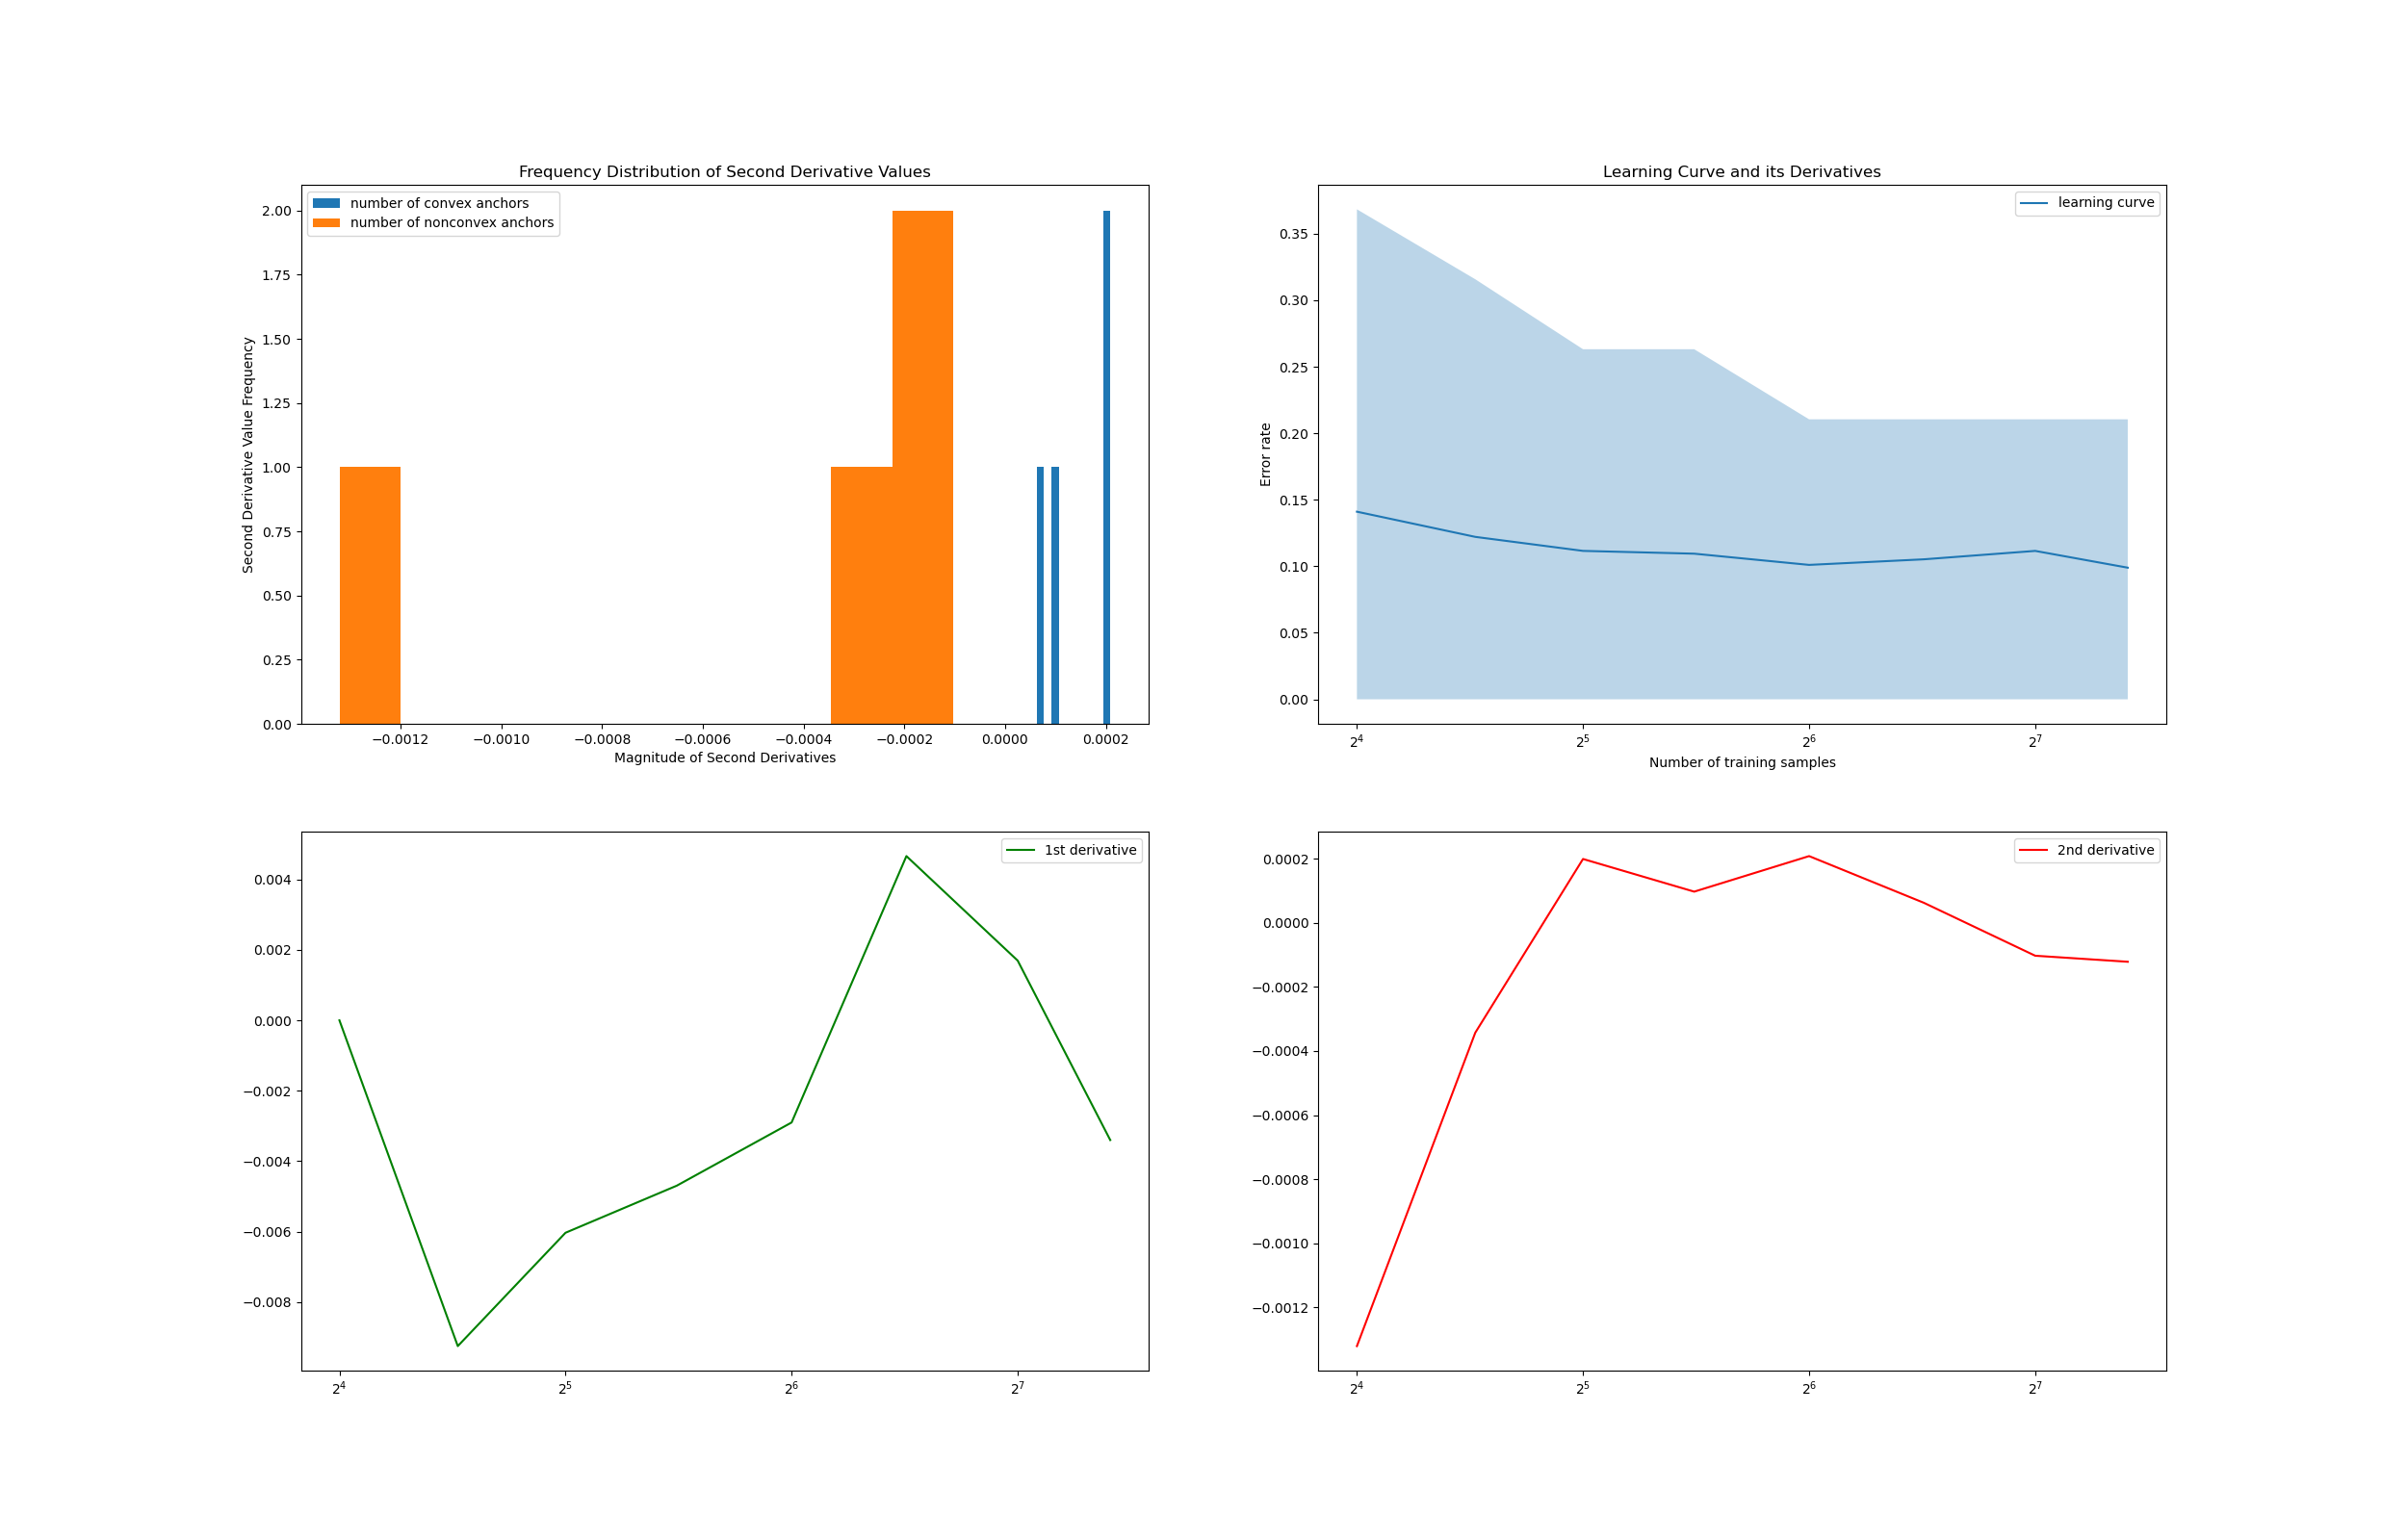 Frequency Distribution of Second Derivative Values
number of convex anchors
number of nonconvex anchors
2.00
1.75
1.50
1.25
1.00
0.75
0.50
0.25
0.00
Second Derivative Value Frequency
−0.0012 −0.0010 −0.0008 −0.0006 −0.0004 −0.0002 0.0000 0.0002
Magnitude of Second Derivatives
Learning Curve and its Derivatives
learning curve
0.35
0.30
0.25
0.20
0.15
0.10
0.05
0.00
Error rate
2⁴ 2⁵ 2⁶ 2⁷
Number of training samples
1st derivative
0.004
0.002
0.000
−0.002
−0.004
−0.006
−0.008
2⁴ 2⁵ 2⁶ 2⁷
2nd derivative
0.0002
0.0000
−0.0002
−0.0004
−0.0006
−0.0008
−0.0010
−0.0012
2⁴ 2⁵ 2⁶ 2⁷